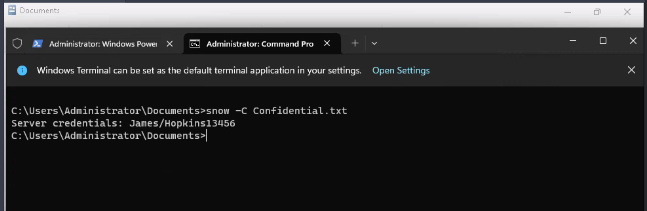 Documents
Administrator: Windows Power
Administrator: Command Pro
Windows Terminal can be set as the default terminal application in your settings. Open Settings
C:\Users\Administrator\Documents>snow -C Confidential.txt
Server credentials: James/Hopkins13456
C:\Users\Administrator\Documents>